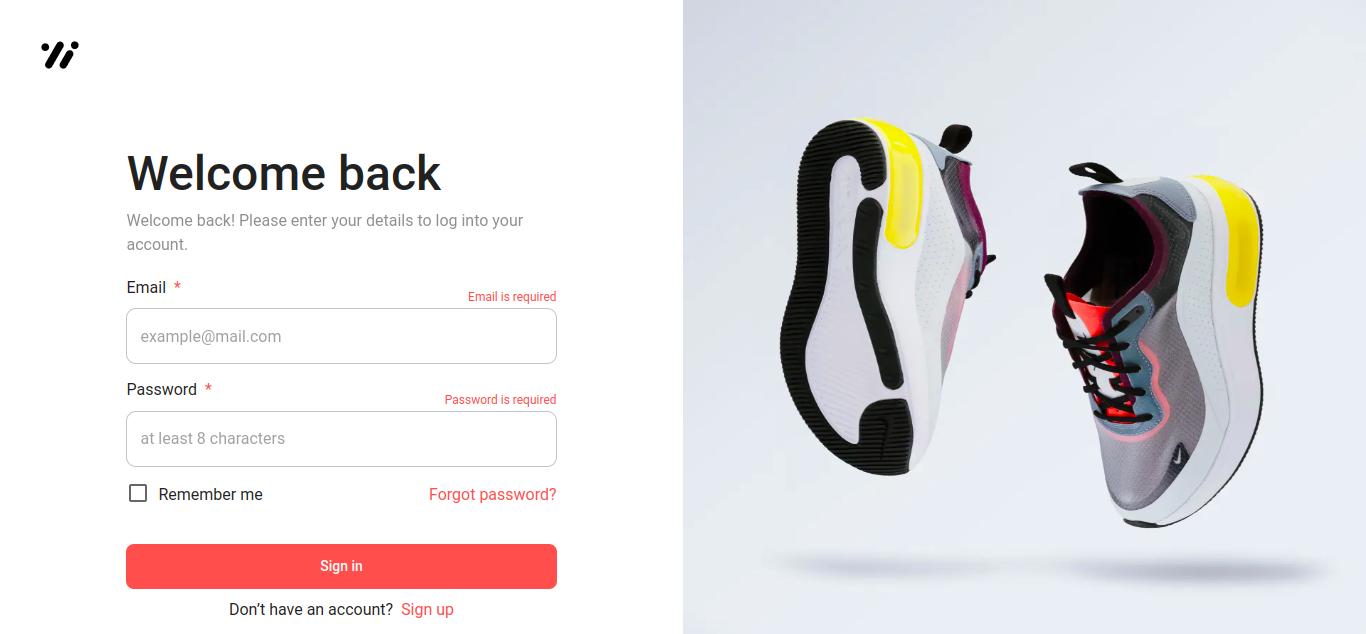 Welcome back
Welcome back! Please enter your details to log into your
account.
Email *
Email is required
example@mail.com
Password *
Password is required
at least 8 characters
Remember me
Forgot password?
Sign in
Don’t have an account? Sign up